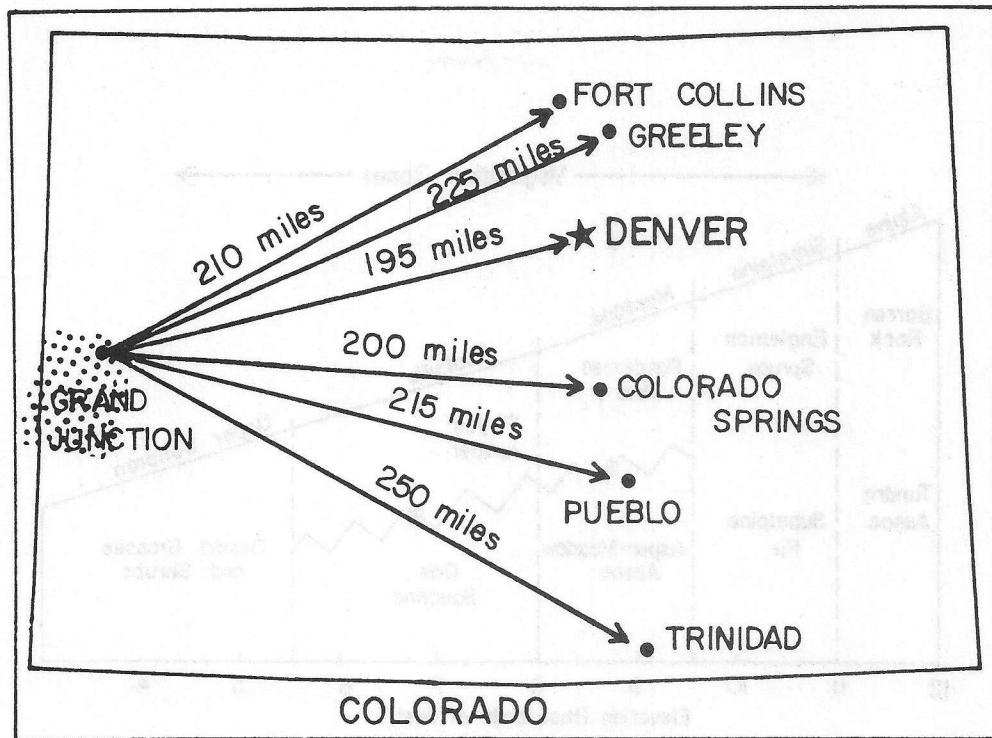 FORT COLLINS
GREELEY
225 miles
210 miles
195 miles
DENVER
200 miles
GRAND
JUNCTION
COLORADO
SPRINGS
215 miles
PUEBLO
250 miles
TRINIDAD
COLORADO